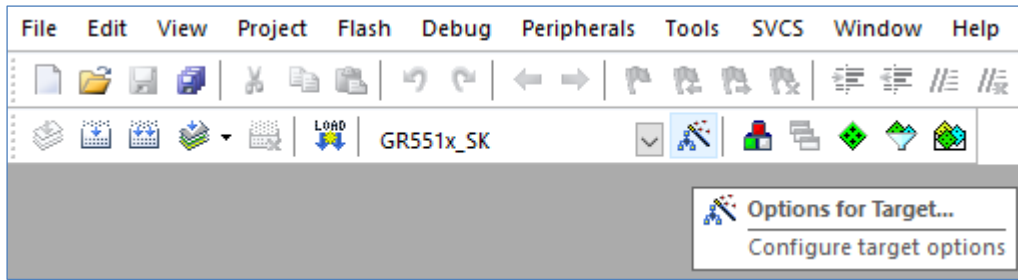 File Edit View Project Flash Debug Peripherals Tools SVCS Window Help
LOAD GR551x_SK
Options for Target...
Configure target options